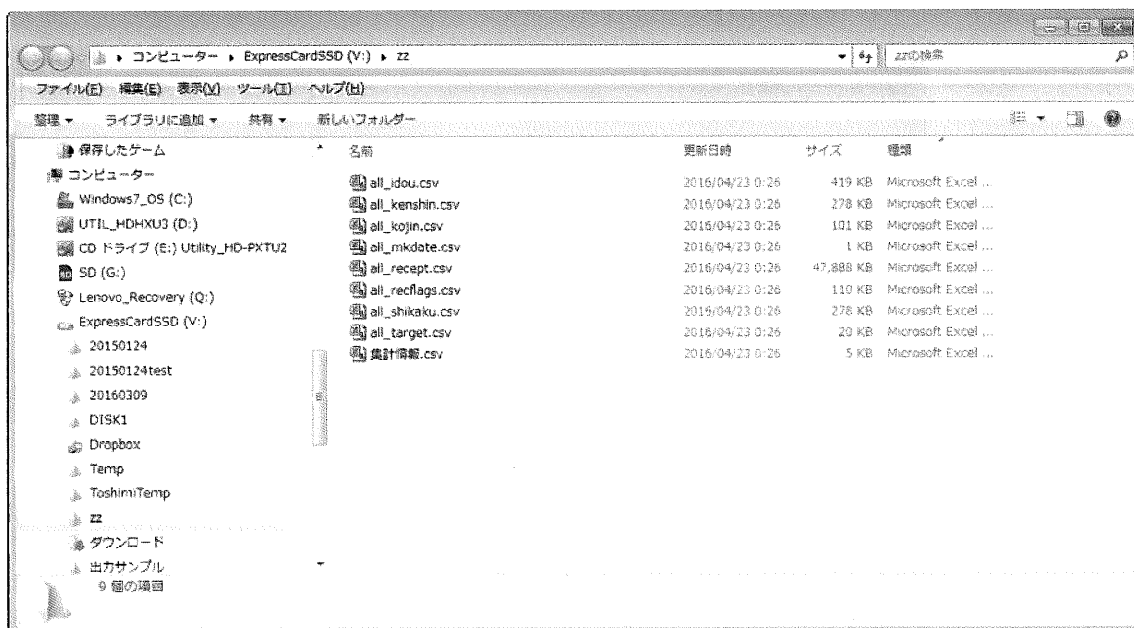 コンピューター ▸ ExpressCardSSD (V:) ▸ zz
zzの検索
ファイル(F) 編集(E) 表示(V) ツール(T) ヘルプ(H)
整理 ライブラリに追加 共有 新しいフォルダー
保存したゲーム
コンピューター
Windows7_OS (C:)
UTIL_HDHXU3 (D:)
CD ドライブ (E:) Utility_HD-PXTU2
SD (G:)
Lenovo_Recovery (Q:)
ExpressCardSSD (V:)
20150124
20150124test
20160309
DISK1
Dropbox
Temp
ToshimiTemp
zz
ダウンロード
出力サンプル
名前 更新日時 サイズ 種類
all_idou.csv 2016/04/23 0:26 419 KB Microsoft Excel ...
all_kenshin.csv 2016/04/23 0:26 278 KB Microsoft Excel ...
all_kojin.csv 2016/04/23 0:26 101 KB Microsoft Excel ...
all_mkdate.csv 2016/04/23 0:26 1 KB Microsoft Excel ...
all_recept.csv 2016/04/23 0:26 47,888 KB Microsoft Excel ...
all_recflags.csv 2016/04/23 0:26 110 KB Microsoft Excel ...
all_shikaku.csv 2016/04/23 0:26 278 KB Microsoft Excel ...
all_target.csv 2016/04/23 0:26 20 KB Microsoft Excel ...
集計情報.csv 2016/04/23 0:26 5 KB Microsoft Excel ...
9 個の項目